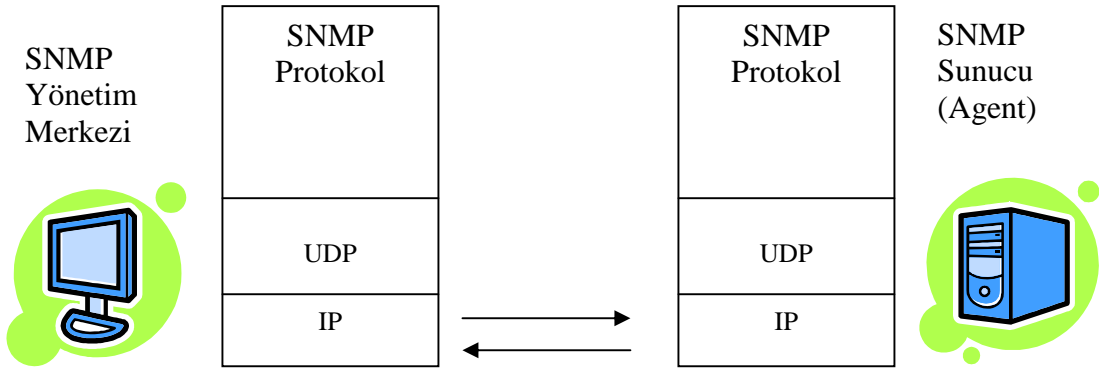 SNMP
Yönetim
Merkezi
SNMP
Protokol
UDP
IP
SNMP
Protokol
UDP
IP
SNMP
Sunucu
(Agent)